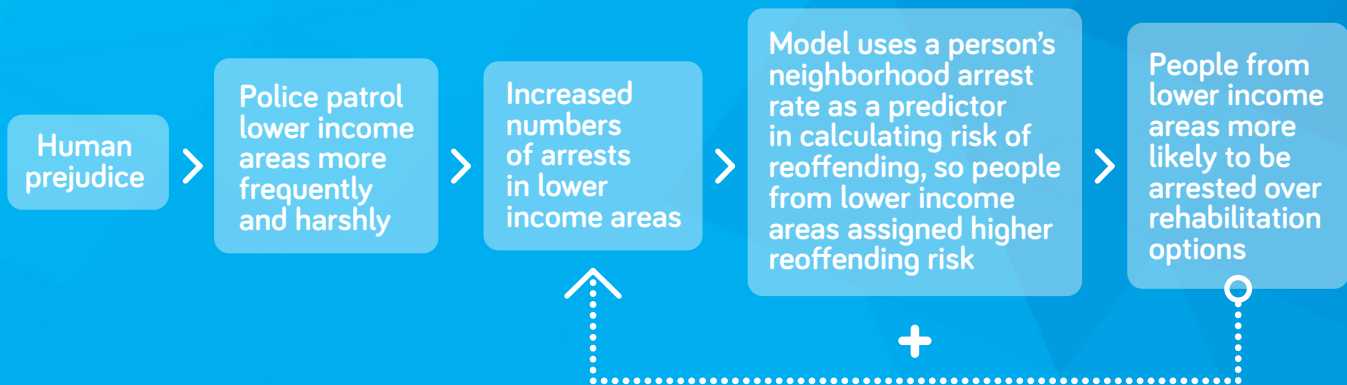 Human
prejudice
Police patrol
lower income
areas more
frequently
and harshly
Increased
numbers
of arrests
in lower
income areas
Model uses a person’s
neighborhood arrest
rate as a predictor
in calculating risk of
reoffending, so people
from lower income
areas assigned higher
reoffending risk
People from
lower income
areas more
likely to be
arrested over
rehabilitation
options
+